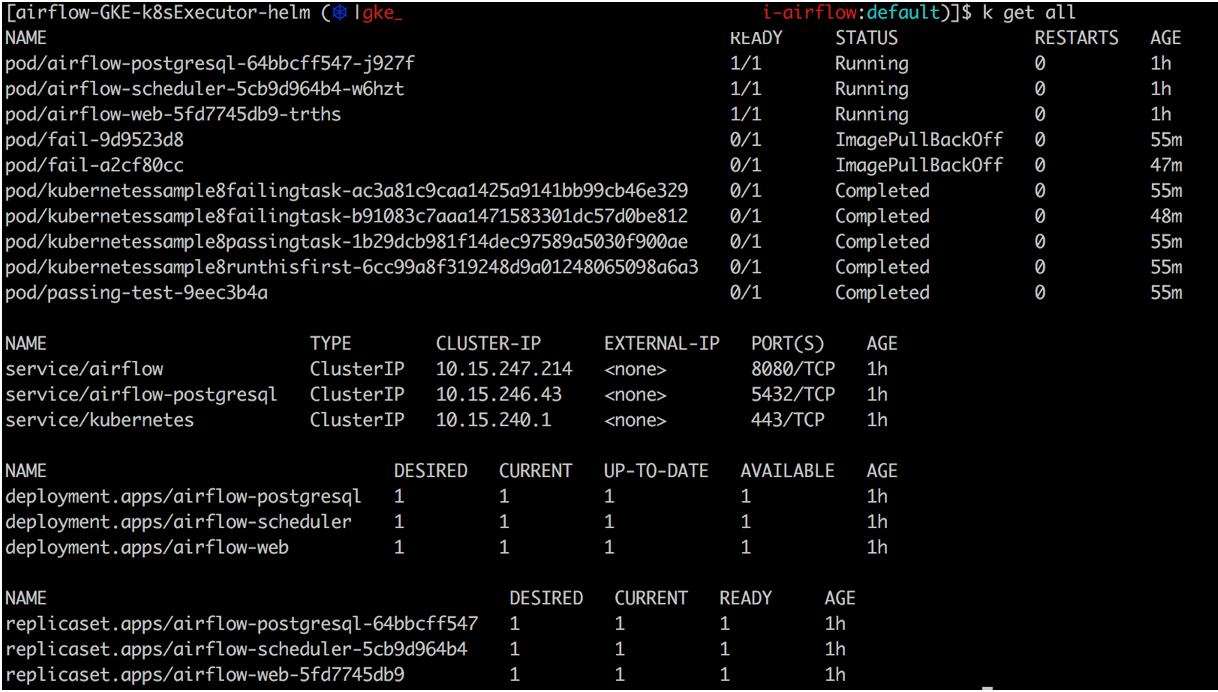 [airflow-GKE-k8sExecutor-helm (⎈ |gke_ i-airflow:default)]$ k get all
NAME READY STATUS RESTARTS AGE
pod/airflow-postgresql-64bbcff547-j927f 1/1 Running 0 1h
pod/airflow-scheduler-5cb9d964b4-w6hzt 1/1 Running 0 1h
pod/airflow-web-5fd7745db9-trths 1/1 Running 0 1h
pod/fail-9d9523d8 0/1 ImagePullBackOff 0 55m
pod/fail-a2cf80cc 0/1 ImagePullBackOff 0 47m
pod/kubernetessample8failingtask-ac3a81c9caa1425a9141bb99cb46e329 0/1 Completed 0 55m
pod/kubernetessample8failingtask-b91083c7aaa1471583301dc57d0be812 0/1 Completed 0 48m
pod/kubernetessample8passingtask-1b29dcb981f14dec97589a5030f900ae 0/1 Completed 0 55m
pod/kubernetessample8runthisfirst-6cc99a8f319248d9a01248065098a6a3 0/1 Completed 0 55m
pod/passing-test-9eec3b4a 0/1 Completed 0 55m
NAME TYPE CLUSTER-IP EXTERNAL-IP PORT(S) AGE
service/airflow ClusterIP 10.15.247.214 <none> 8080/TCP 1h
service/airflow-postgresql ClusterIP 10.15.246.43 <none> 5432/TCP 1h
service/kubernetes ClusterIP 10.15.240.1 <none> 443/TCP 1h
NAME DESIRED CURRENT UP-TO-DATE AVAILABLE AGE
deployment.apps/airflow-postgresql 1 1 1 1 1h
deployment.apps/airflow-scheduler 1 1 1 1 1h
deployment.apps/airflow-web 1 1 1 1 1h
NAME DESIRED CURRENT READY AGE
replicaset.apps/airflow-postgresql-64bbcff547 1 1 1 1h
replicaset.apps/airflow-scheduler-5cb9d964b4 1 1 1 1h
replicaset.apps/airflow-web-5fd7745db9 1 1 1 1h